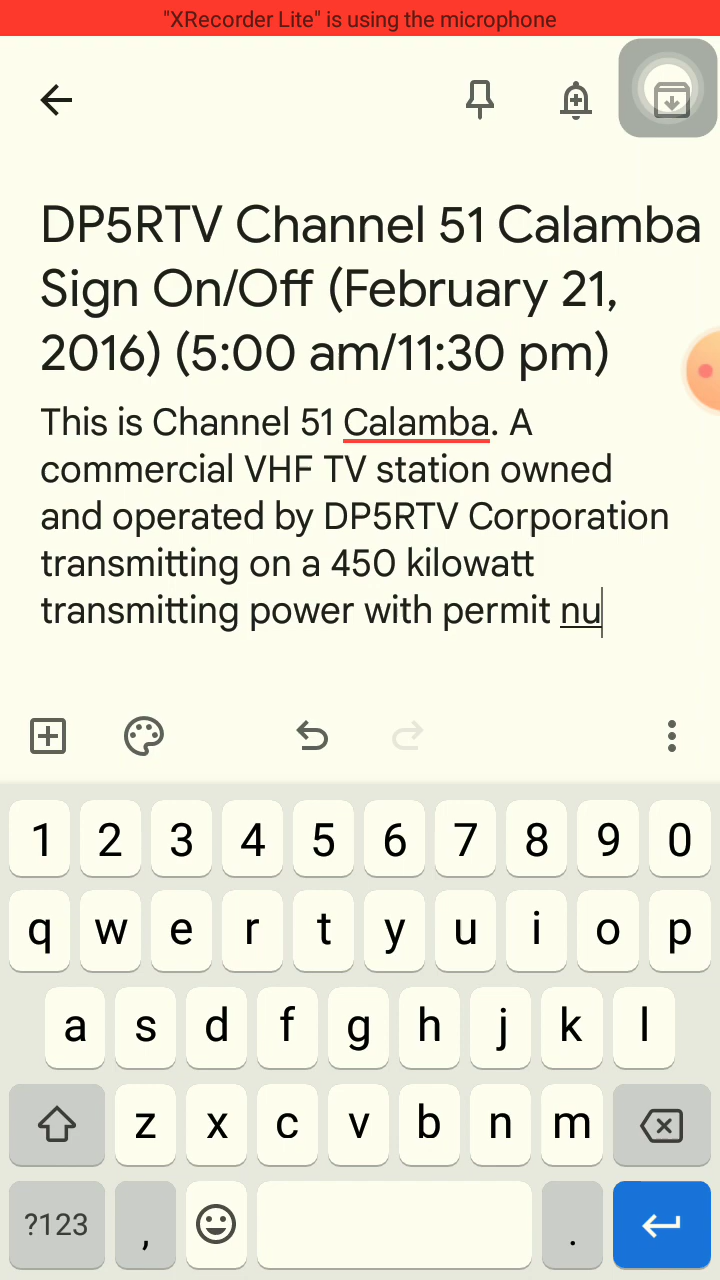 "XRecorder Lite" is using the microphone
DP5RTV Channel 51 Calamba
Sign On/Off (February 21,
2016) (5:00 am/11:30 pm)
This is Channel 51 Calamba. A
commercial VHF TV station owned
and operated by DP5RTV Corporation
transmitting on a 450 kilowatt
transmitting power with permit nu
1 2 3 4 5 6 7 8 9 0
q w e r t y u i o p
a s d f g h j k l
z x c v b n m
?123 , .